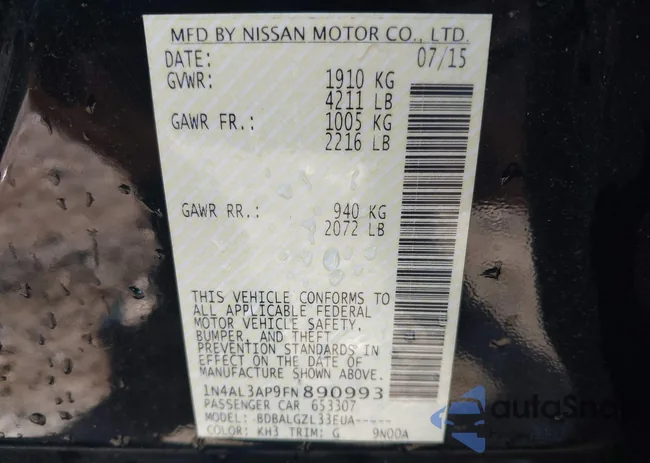 MFD BY NISSAN MOTOR CO., LTD.
DATE: 07/15
GVWR: 1910 KG
4211 LB
GAWR FR.: 1005 KG
2216 LB
GAWR RR.: 940 KG
2072 LB
THIS VEHICLE CONFORMS TO
ALL APPLICABLE FEDERAL
MOTOR VEHICLE SAFETY,
BUMPER, AND THEFT
PREVENTION STANDARDS IN
EFFECT ON THE DATE OF
MANUFACTURE SHOWN ABOVE.
1N4AL3AP9FN890993
PASSENGER CAR 653307
MODEL: BDBALGZL33EUA-----
COLOR: KH3 TRIM: G 9N00A